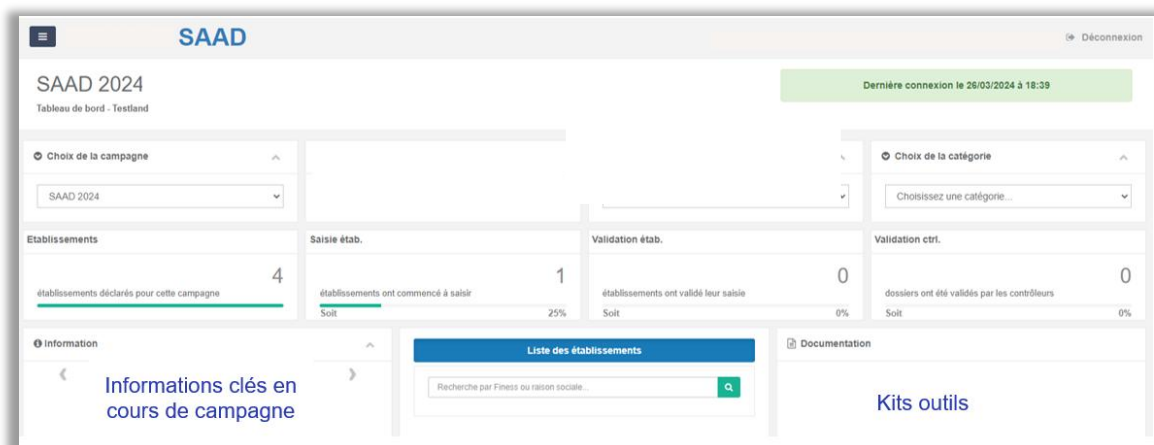 SAAD
Déconnexion
SAAD 2024
Tableau de bord - Testland
Dernière connexion le 26/03/2024 à 18:39
Choix de la campagne
SAAD 2024
Choix de la catégorie
Choisissez une catégorie...
Etablissements
4
établissements déclarés pour cette campagne
Saisie étab.
1
établissements ont commencé à saisir
Soit 25%
Validation étab.
0
établissements ont validé leur saisie
Soit 0%
Validation ctrl.
0
dossiers ont été validés par les contrôleurs
Soit 0%
Information
Informations clés en
cours de campagne
Liste des établissements
Recherche par Finess ou raison sociale...
Documentation
Kits outils